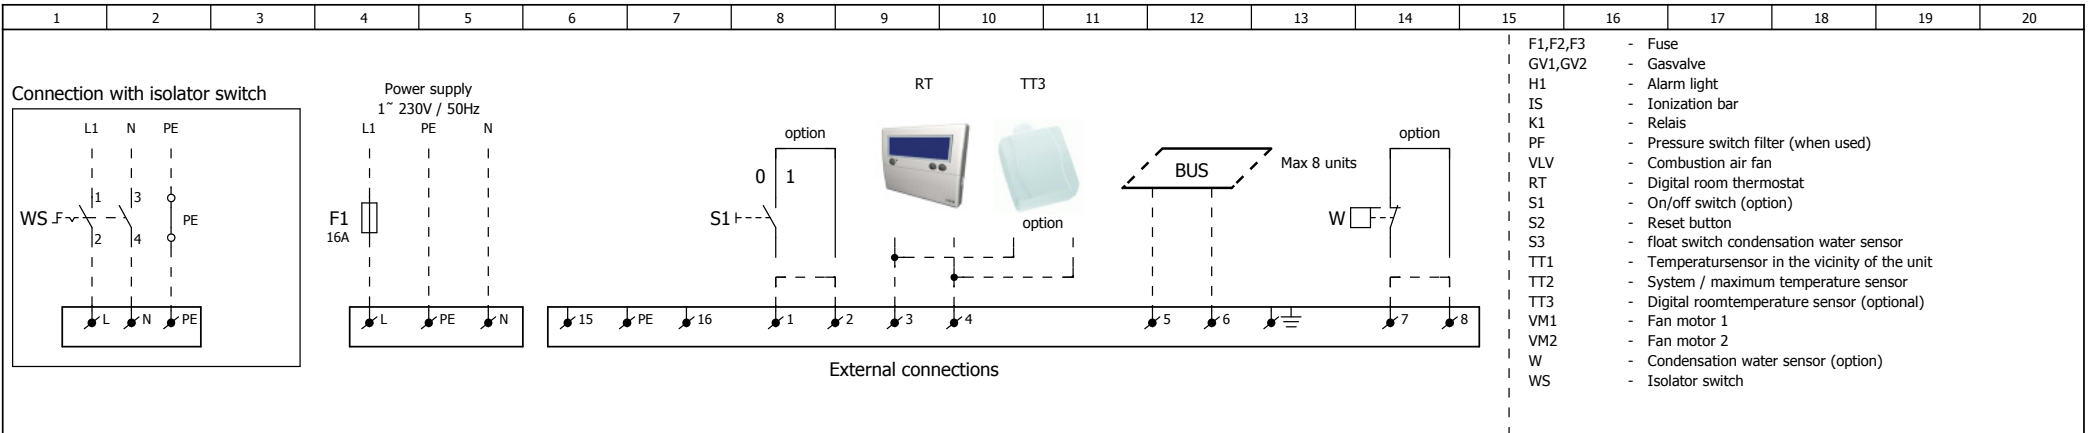 1 2 3 4 5 6 7 8 9 10 11 12 13 14 15 16 17 18 19 20
Connection with isolator switch
L1 N PE
1 3
WS PE
2 4
L N PE
Power supply
1~ 230V / 50Hz
L1 PE N
F1
16A
L PE N
option
0 1
S1
RT TT3
option
BUS
Max 8 units
option
W
15 PE 16 1 2 3 4 5 6 7 8
External connections
F1,F2,F3 - Fuse
GV1,GV2 - Gasvalve
H1 - Alarm light
IS - Ionization bar
K1 - Relais
PF - Pressure switch filter (when used)
VLV - Combustion air fan
RT - Digital room thermostat
S1 - On/off switch (option)
S2 - Reset button
S3 - float switch condensation water sensor
TT1 - Temperatursensor in the vicinity of the unit
TT2 - System / maximum temperature sensor
TT3 - Digital roomtemperature sensor (optional)
VM1 - Fan motor 1
VM2 - Fan motor 2
W - Condensation water sensor (option)
WS - Isolator switch